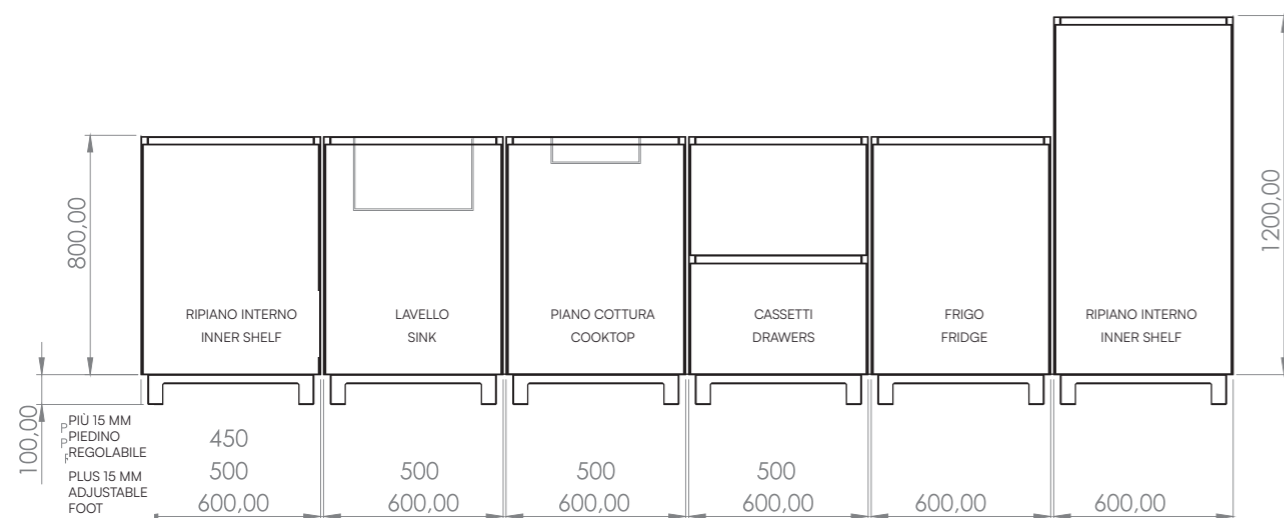 800,00
1200,00
RIPIANO INTERNO
INNER SHELF
LAVELLO
SINK
PIANO COTTURA
COOKTOP
CASSETTI
DRAWERS
FRIGO
FRIDGE
RIPIANO INTERNO
INNER SHELF
100,00
PIÙ 15 MM
PIEDINO
REGOLABILE
PLUS 15 MM
ADJUSTABLE
FOOT
450
500
600,00
500
600,00
500
600,00
500
600,00
600,00
600,00